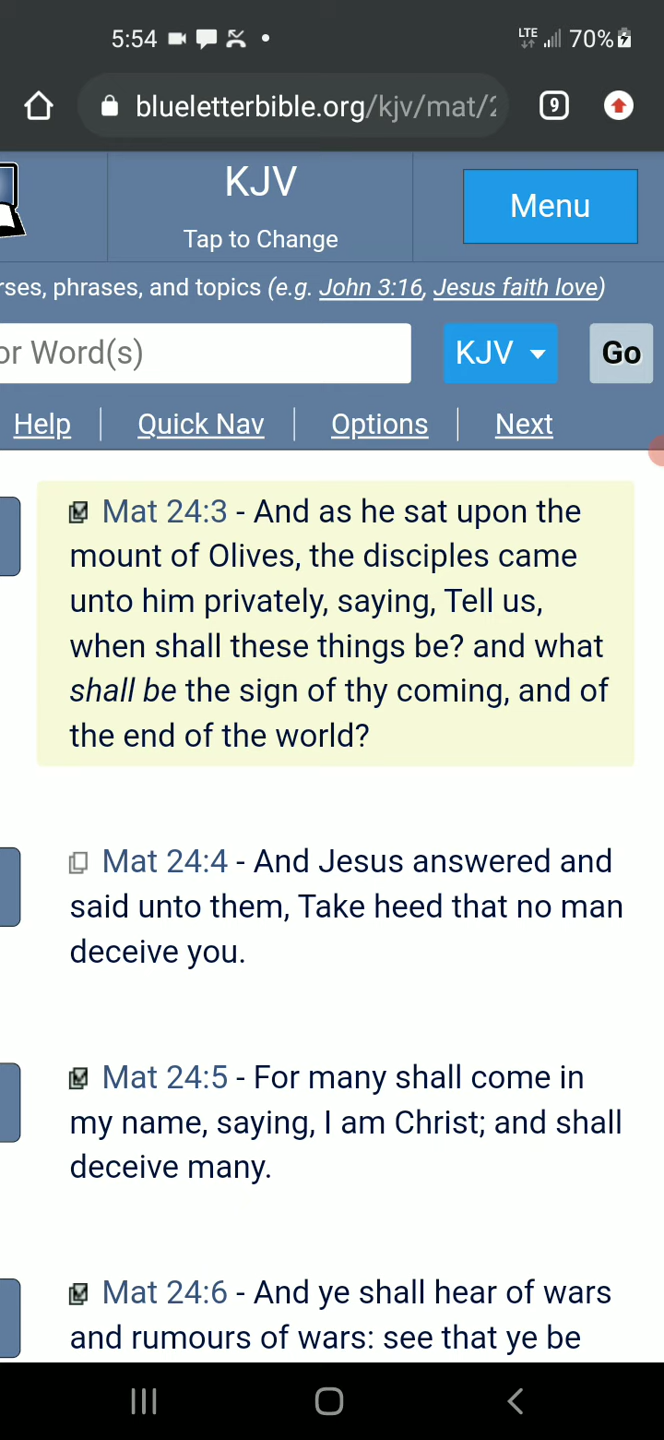 5:54 LTE 70%
blueletterbible.org/kjv/mat/ 9
KJV
Tap to Change
Menu
rses, phrases, and topics (e.g. John 3:16, Jesus faith love)
or Word(s) KJV Go
Help Quick Nav Options Next
Mat 24:3 - And as he sat upon the
mount of Olives, the disciples came
unto him privately, saying, Tell us,
when shall these things be? and what
shall be the sign of thy coming, and of
the end of the world?
Mat 24:4 - And Jesus answered and
said unto them, Take heed that no man
deceive you.
Mat 24:5 - For many shall come in
my name, saying, I am Christ; and shall
deceive many.
Mat 24:6 - And ye shall hear of wars
and rumours of wars: see that ye be